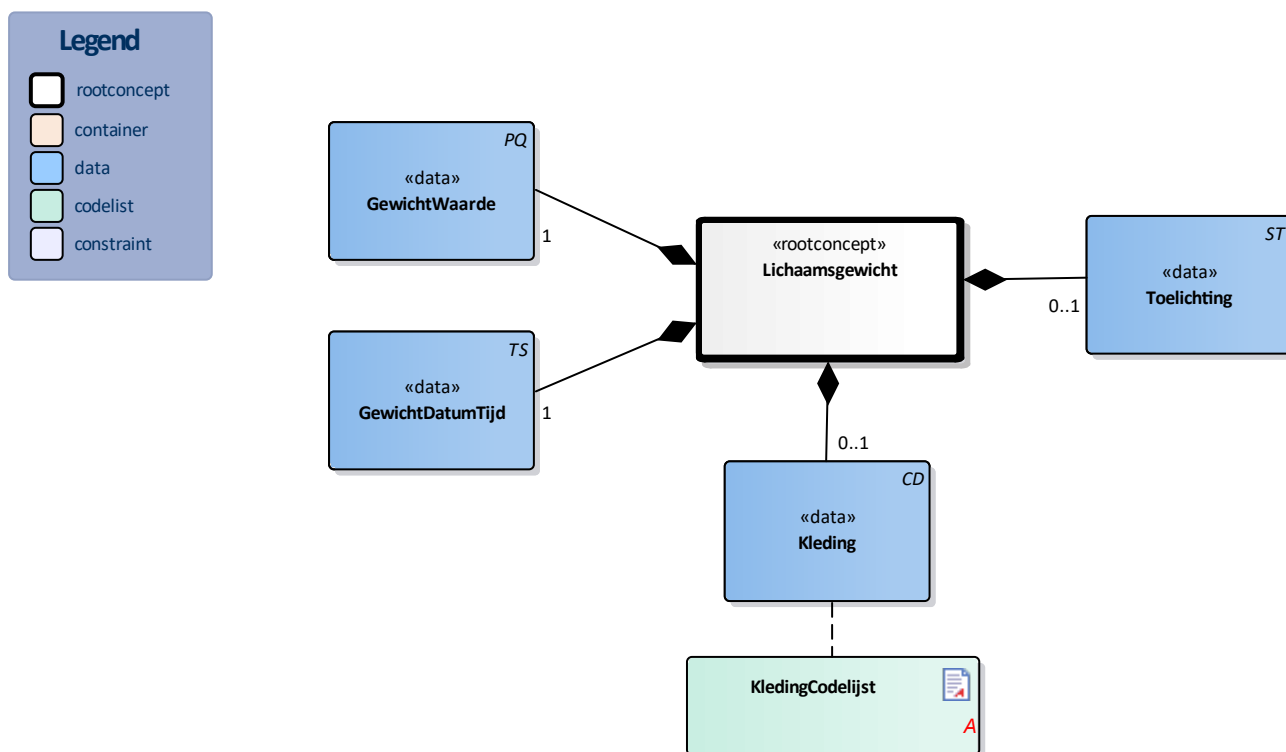 Legend
rootconcept
container
data
codelist
constraint
PQ
«data»
GewichtWaarde
1
«rootconcept»
Lichaamsgewicht
ST
«data»
Toelichting
0..1
TS
«data»
GewichtDatumTijd
1
0..1
CD
«data»
Kleding
KledingCodelijst
A